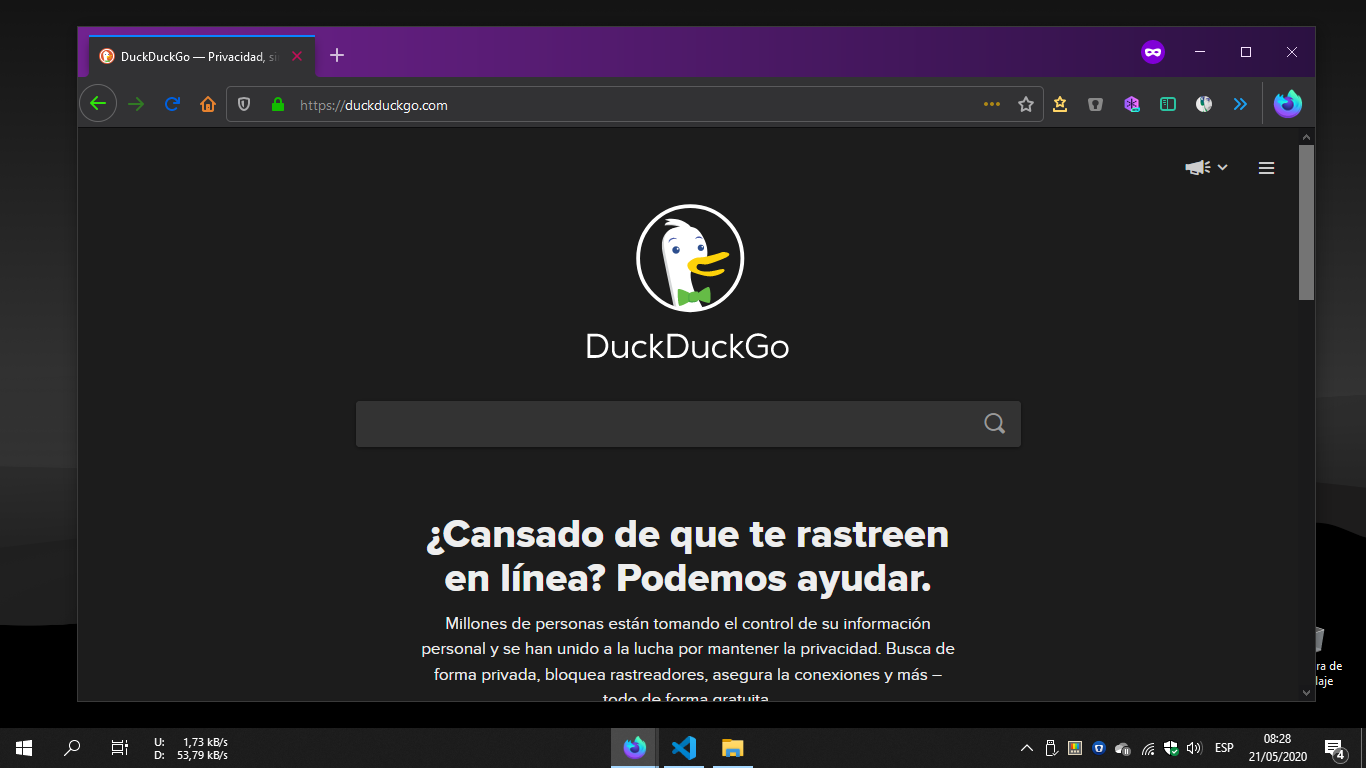 DuckDuckGo — Privacidad, si
https://duckduckgo.com
DuckDuckGo
¿Cansado de que te rastreen
en línea? Podemos ayudar.
Millones de personas están tomando el control de su información
personal y se han unido a la lucha por mantener la privacidad. Busca de
forma privada, bloquea rastreadores, asegura la conexiones y más –
todo de forma gratuita
ra de
laje
U: 1,73 kB/s
D: 53,79 kB/s
ESP
08:28
21/05/2020
4